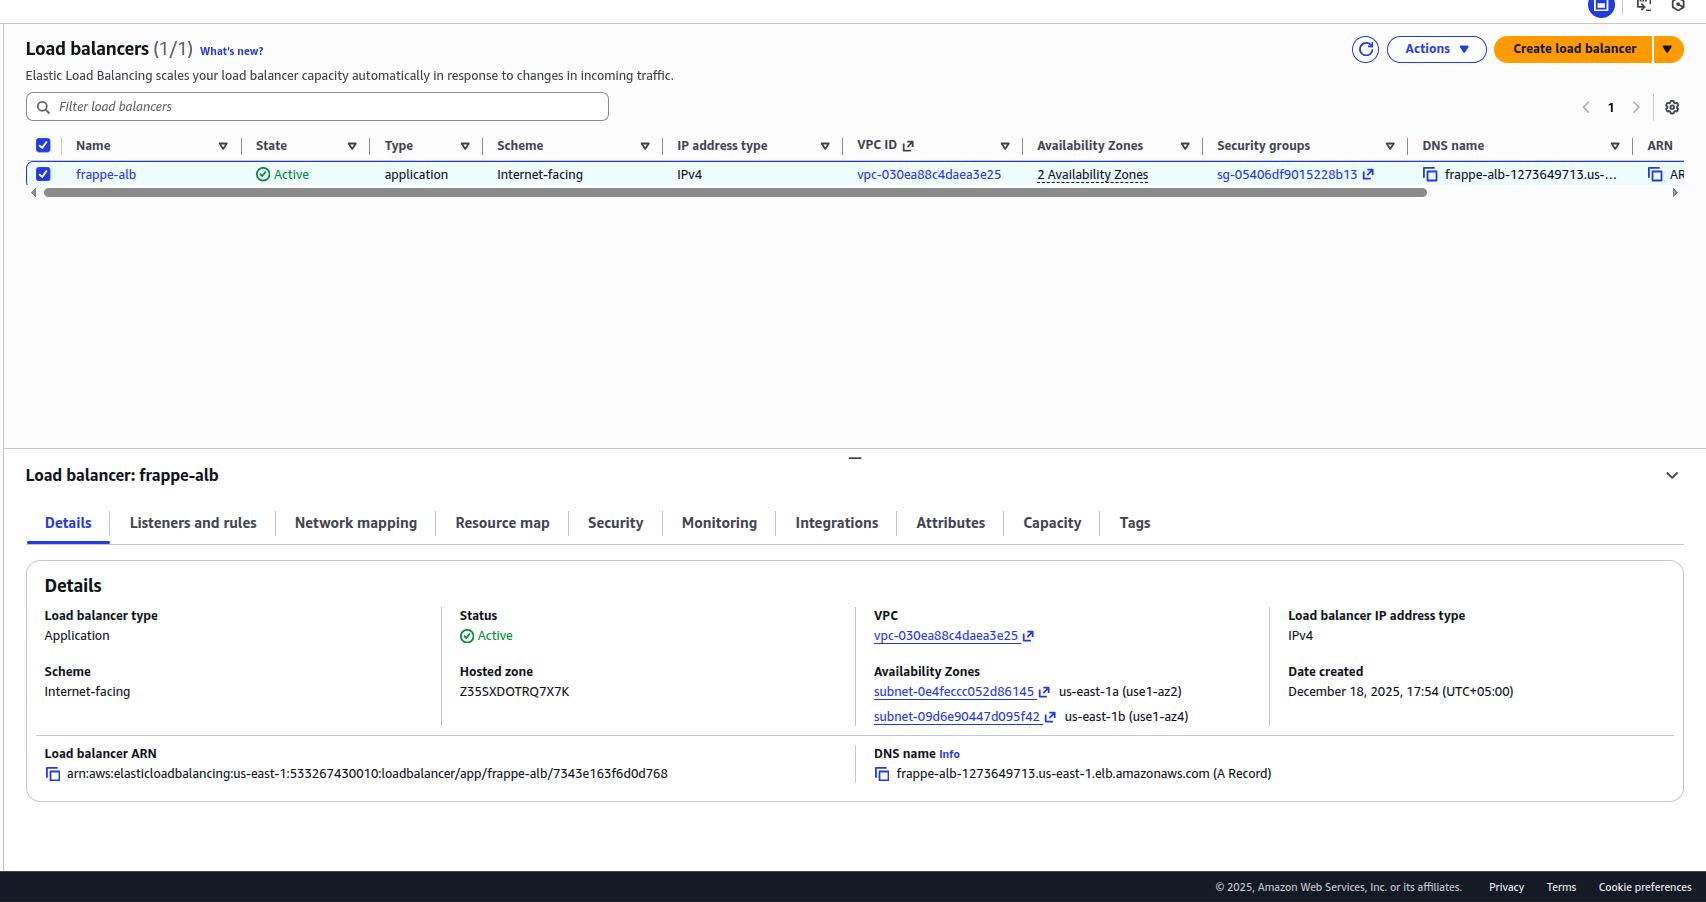 Load balancers (1/1) What's new?
Actions
Create load balancer
Elastic Load Balancing scales your load balancer capacity automatically in response to changes in incoming traffic.
Filter load balancers
1
Name State Type Scheme IP address type VPC ID Availability Zones Security groups DNS name ARN
frappe-alb Active application Internet-facing IPv4 vpc-030ea88c4daea3e25 2 Availability Zones sg-05406df9015228b13 frappe-alb-1273649713.us-... AR
Load balancer: frappe-alb
Details Listeners and rules Network mapping Resource map Security Monitoring Integrations Attributes Capacity Tags
Details
Load balancer type
Application
Scheme
Internet-facing
Status
Active
Hosted zone
Z35SXDOTRQ7X7K
VPC
vpc-030ea88c4daea3e25
Availability Zones
subnet-0e4feccc052d86145 us-east-1a (use1-az2)
subnet-09d6e90447d095f42 us-east-1b (use1-az4)
Load balancer IP address type
IPv4
Date created
December 18, 2025, 17:54 (UTC+05:00)
Load balancer ARN
arn:aws:elasticloadbalancing:us-east-1:533267430010:loadbalancer/app/frappe-alb/7343e163f6d0d768
DNS name Info
frappe-alb-1273649713.us-east-1.elb.amazonaws.com (A Record)
© 2025, Amazon Web Services, Inc. or its affiliates. Privacy Terms Cookie preferences